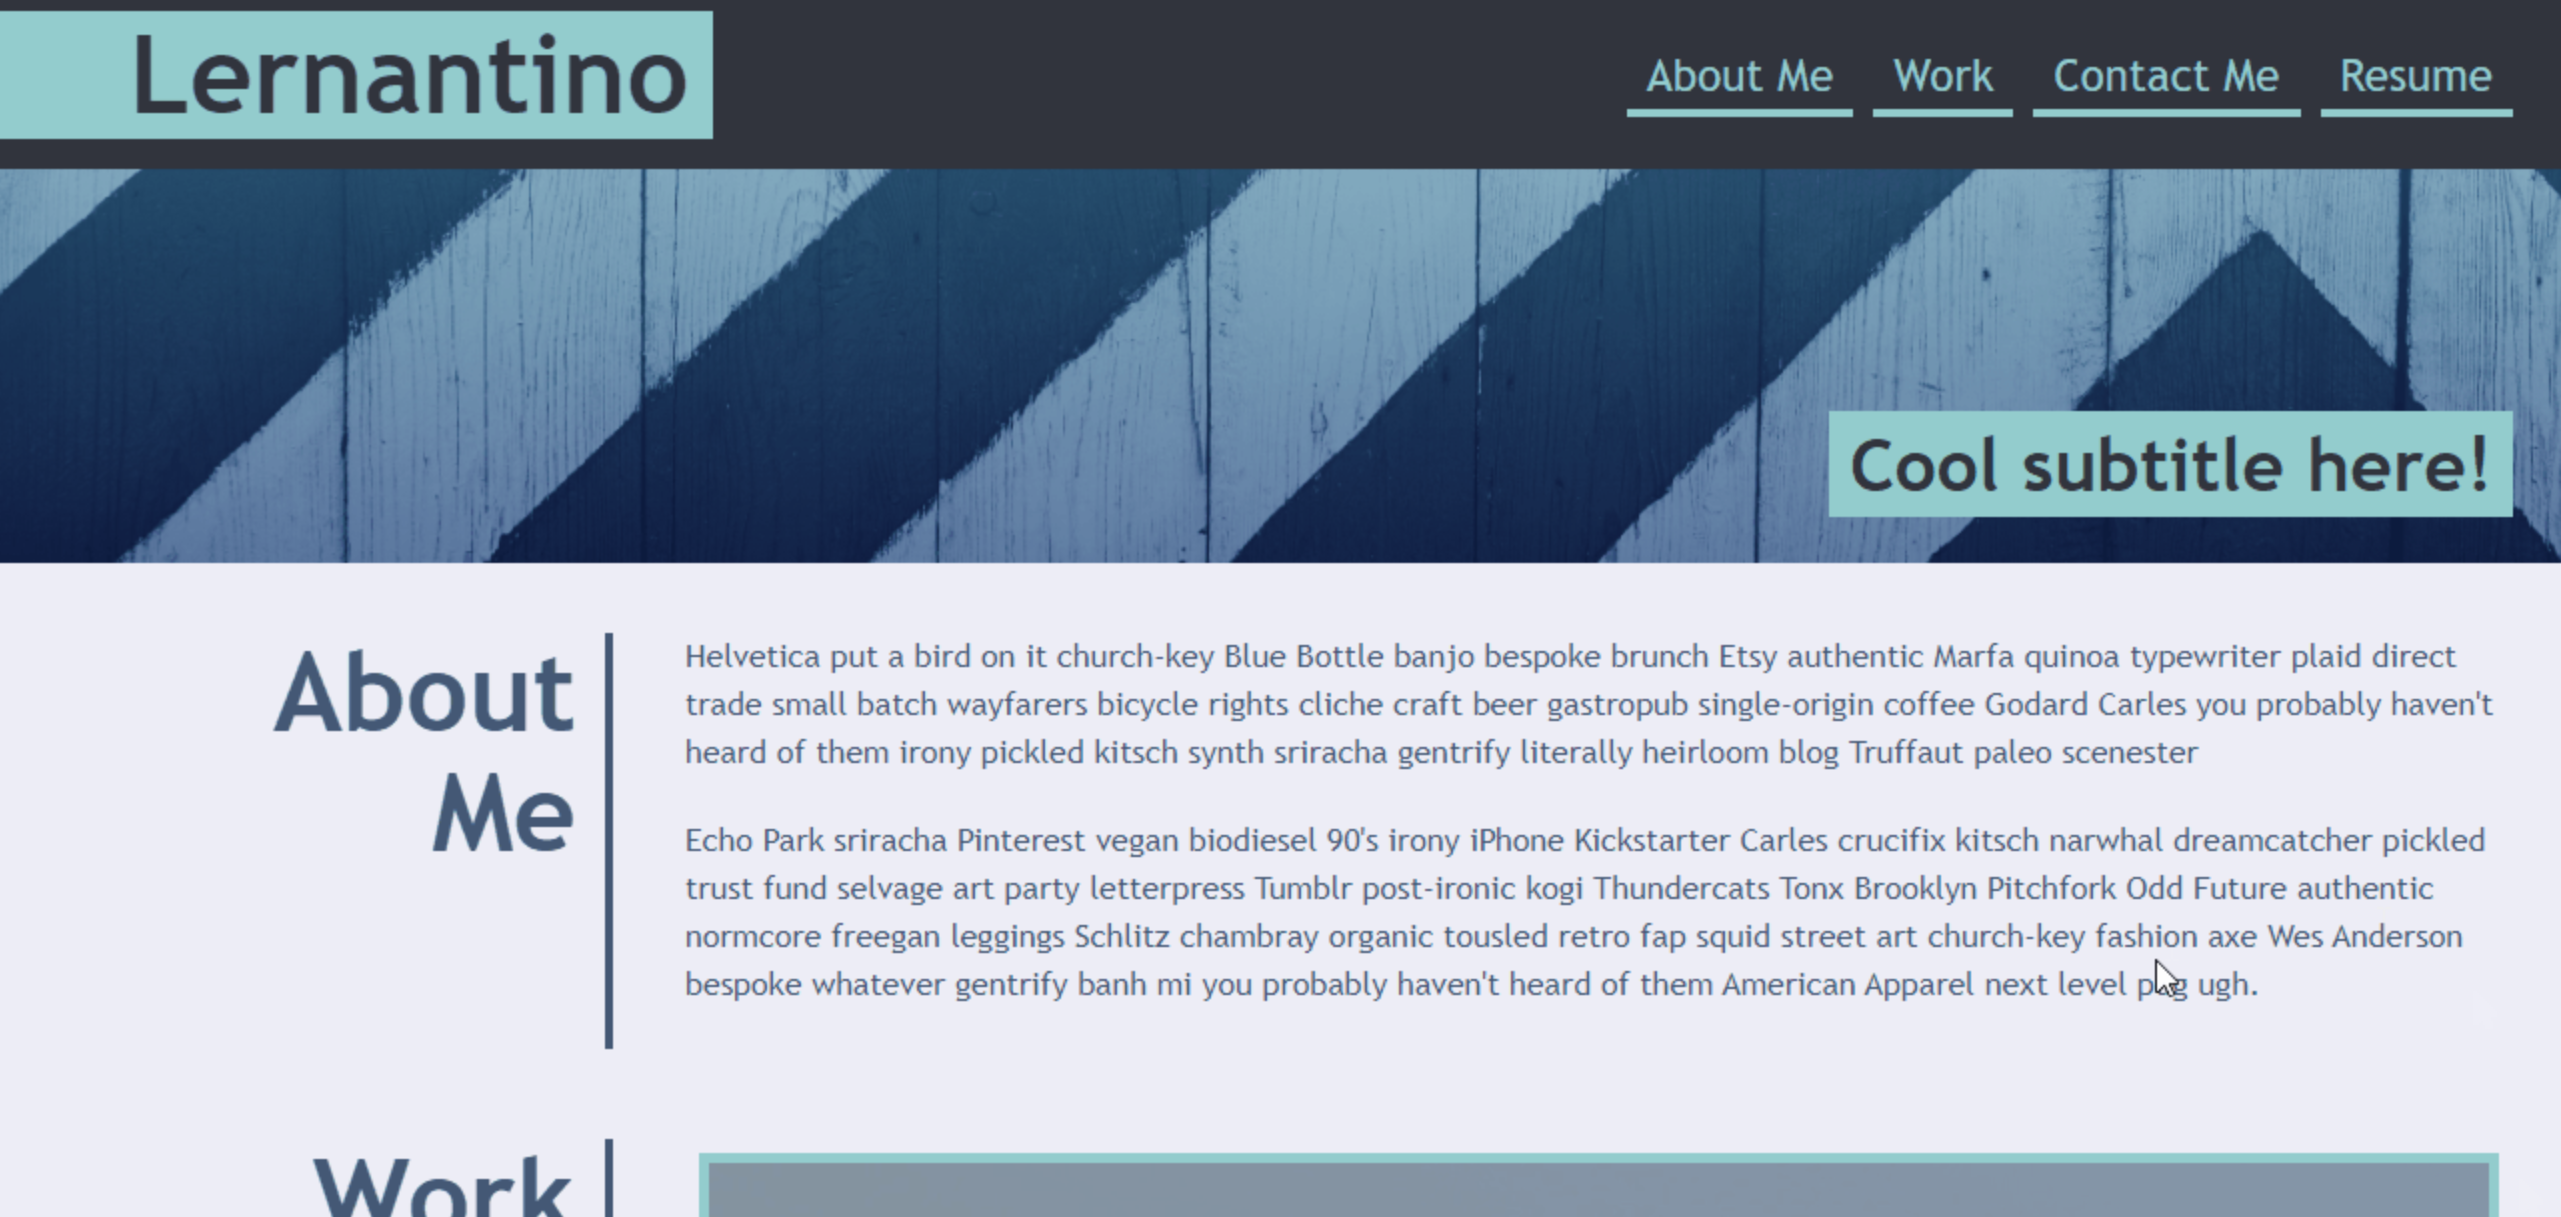 Lernantino
About Me
Work
Contact Me
Resume
Cool subtitle here!
About
Me
Helvetica put a bird on it church-key Blue Bottle banjo bespoke brunch Etsy authentic Marfa quinoa typewriter plaid direct
trade small batch wayfarers bicycle rights cliche craft beer gastropub single-origin coffee Godard Carles you probably haven't
heard of them irony pickled kitsch synth sriracha gentrify literally heirloom blog Truffaut paleo scenester
Echo Park sriracha Pinterest vegan biodiesel 90's irony iPhone Kickstarter Carles crucifix kitsch narwhal dreamcatcher pickled
trust fund selvage art party letterpress Tumblr post-ironic kogi Thundercats Tonx Brooklyn Pitchfork Odd Future authentic
normcore freegan leggings Schlitz chambray organic tousled retro fap squid street art church-key fashion axe Wes Anderson
bespoke whatever gentrify banh mi you probably haven't heard of them American Apparel next level ugh.
Work